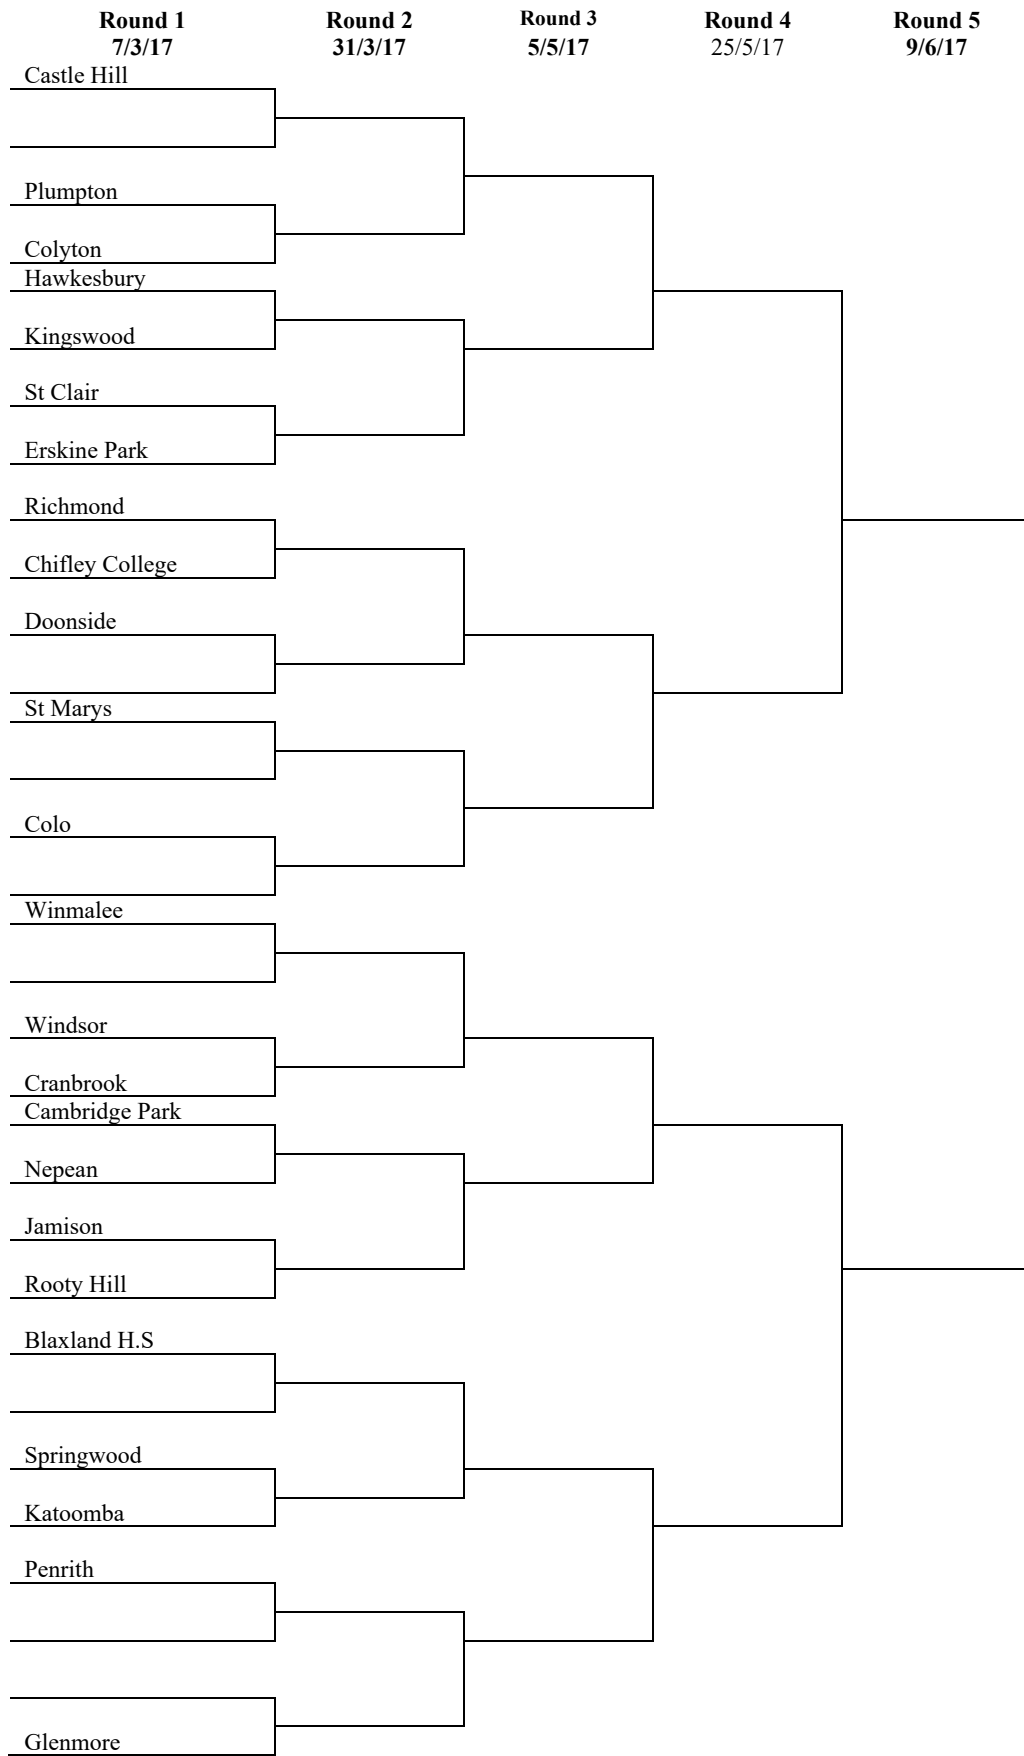 Round 1 Round 2 Round 3 Round 4 Round 5
7/3/17 31/3/17 5/5/17 25/5/17 9/6/17
Castle Hill
Plumpton
Colyton
Hawkesbury
Kingswood
St Clair
Erskine Park
Richmond
Chifley College
Doonside
St Marys
Colo
Winmalee
Windsor
Cranbrook
Cambridge Park
Nepean
Jamison
Rooty Hill
Blaxland H.S
Springwood
Katoomba
Penrith
Glenmore